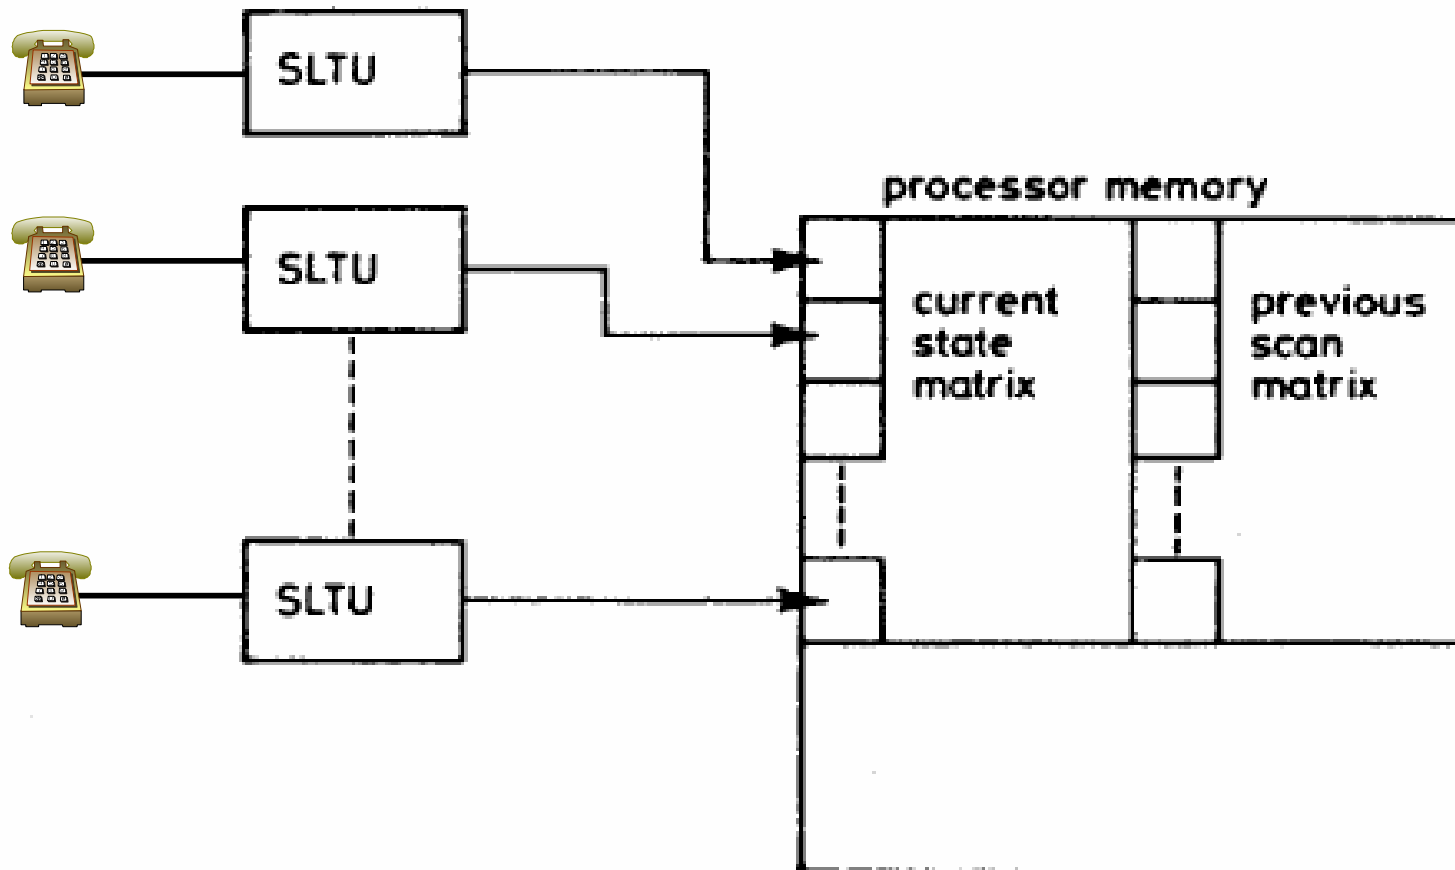 SLTU
processor memory
SLTU
current
state
matrix
previous
scan
matrix
SLTU